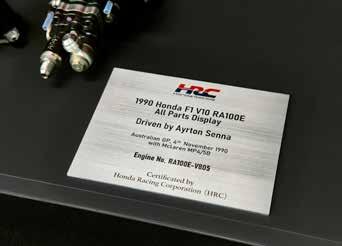 HRC
1990 Honda F1 V10 RA100E
All Parts Display
Driven by Ayrton Senna
Australian GP, 4th November 1990
with McLaren MP4/5B
Engine No. RA100E-V805
Certificated by
Honda Racing Corporation (HRC)